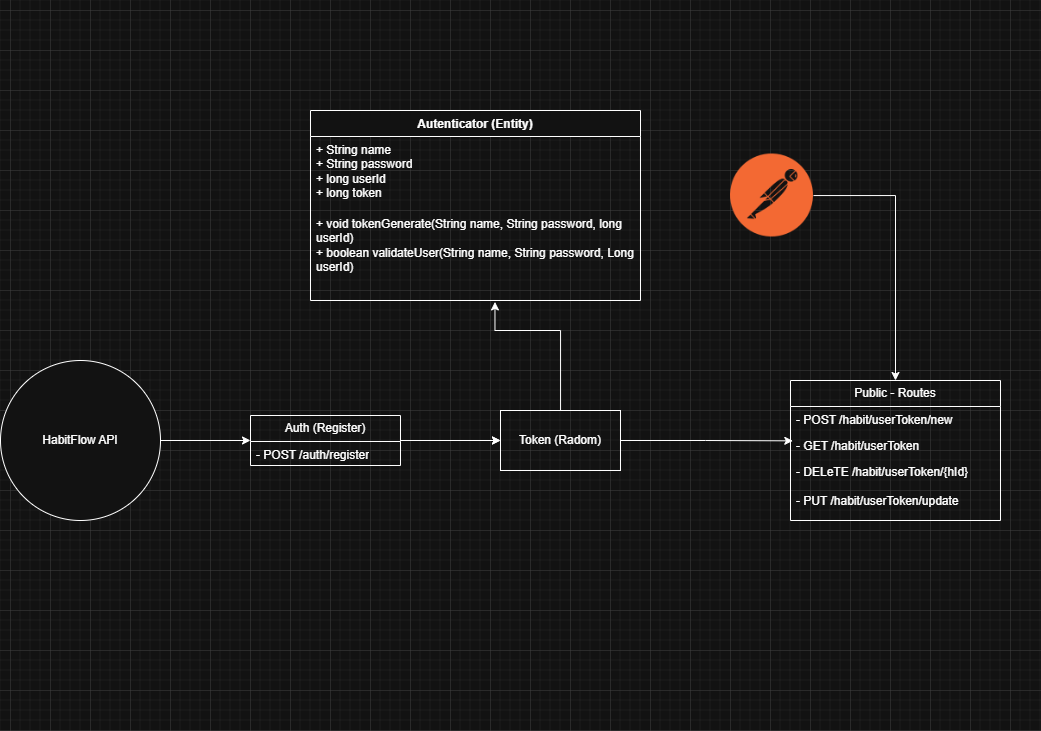 Autenticator (Entity)
+ String name
+ String password
+ long userId
+ long token
+ void tokenGenerate(String name, String password, long
userId)
+ boolean validateUser(String name, String password, Long
userId)
HabitFlow API
Auth (Register)
- POST /auth/register
Token (Radom)
Public - Routes
- POST /habit/userToken/new
- GET /habit/userToken
- DELeTE /habit/userToken/{hId}
- PUT /habit/userToken/update